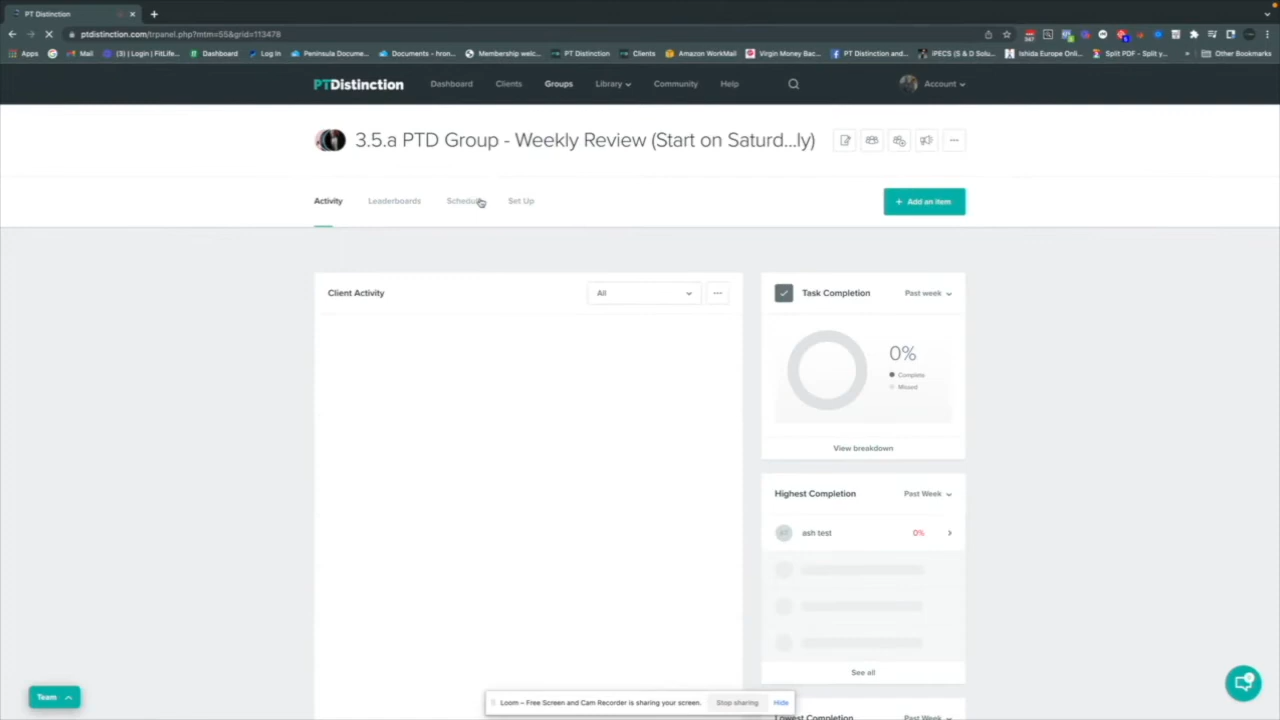 PT Distinction
ptdistinction.com/trpanel.php?mtm=55&grid=113478
Apps Mail (3) Login | FitLife... Dashboard Log In Peninsula Docume... Documents - hron... Membership welc... PT Distinction Clients Amazon WorkMail Virgin Money Bac... PT Distinction and... iPECS (S & D Solu... Ishida Europe Onl... Split PDF - Split y... Other Bookmarks
PTDistinction Dashboard Clients Groups Library Community Help Account
3.5.a PTD Group - Weekly Review (Start on Saturd...ly)
Activity Leaderboards Schedule Set Up + Add an item
Client Activity All
Task Completion Past week
0%
Complete
Missed
View breakdown
Highest Completion Past Week
ash test 0%
See all
Lowest Completion Past Week
Team
Loom – Free Screen and Cam Recorder is sharing your screen. Stop sharing Hide